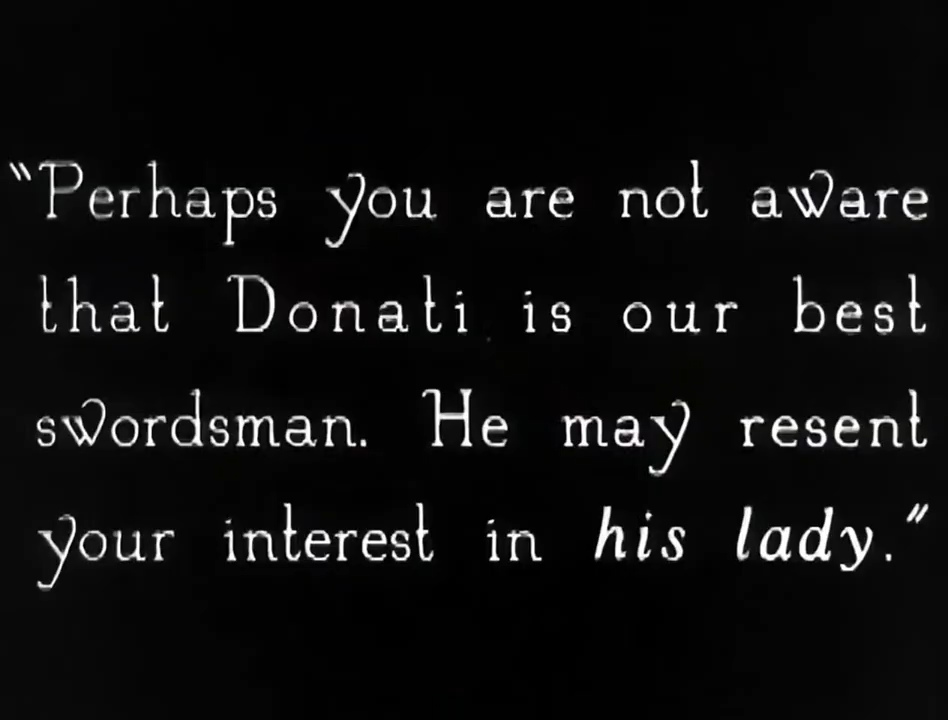 "Perhaps you are not aware
that Donati is our best
swordsman. He may resent
your interest in his lady."